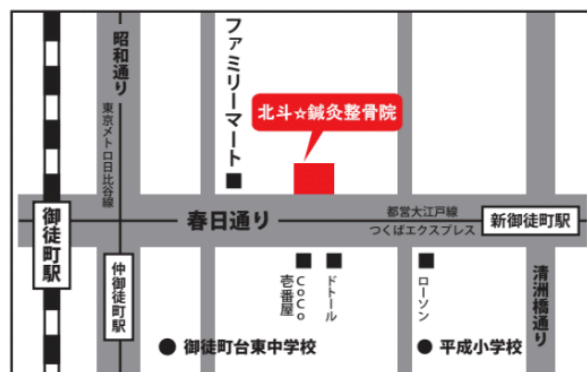 昭和通り
東京メトロ日比谷線
ファミリーマート
北斗☆鍼灸整骨院
御徒町駅
春日通り
都営大江戸線
つくばエクスプレス
新御徒町駅
仲御徒町駅
CoCo
壱番屋
ドトール
ローソン
清洲橋通り
御徒町台東中学校
平成小学校